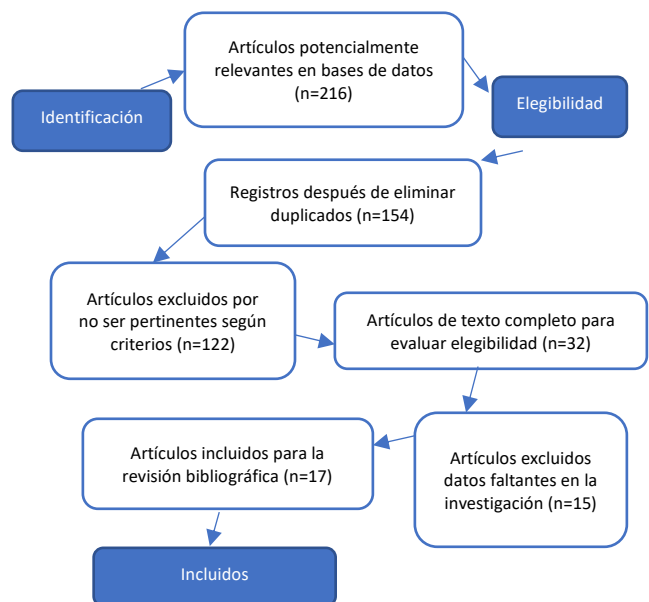 Artículos potencialmente
relevantes en bases de datos
(n=216)
Identificación
Elegibilidad
Registros después de eliminar
duplicados (n=154)
Artículos excluidos por
no ser pertinentes según
criterios (n=122)
Artículos de texto completo para
evaluar elegibilidad (n=32)
Artículos incluidos para la
revisión bibliográfica (n=17)
Artículos excluidos
datos faltantes en la
investigación (n=15)
Incluidos